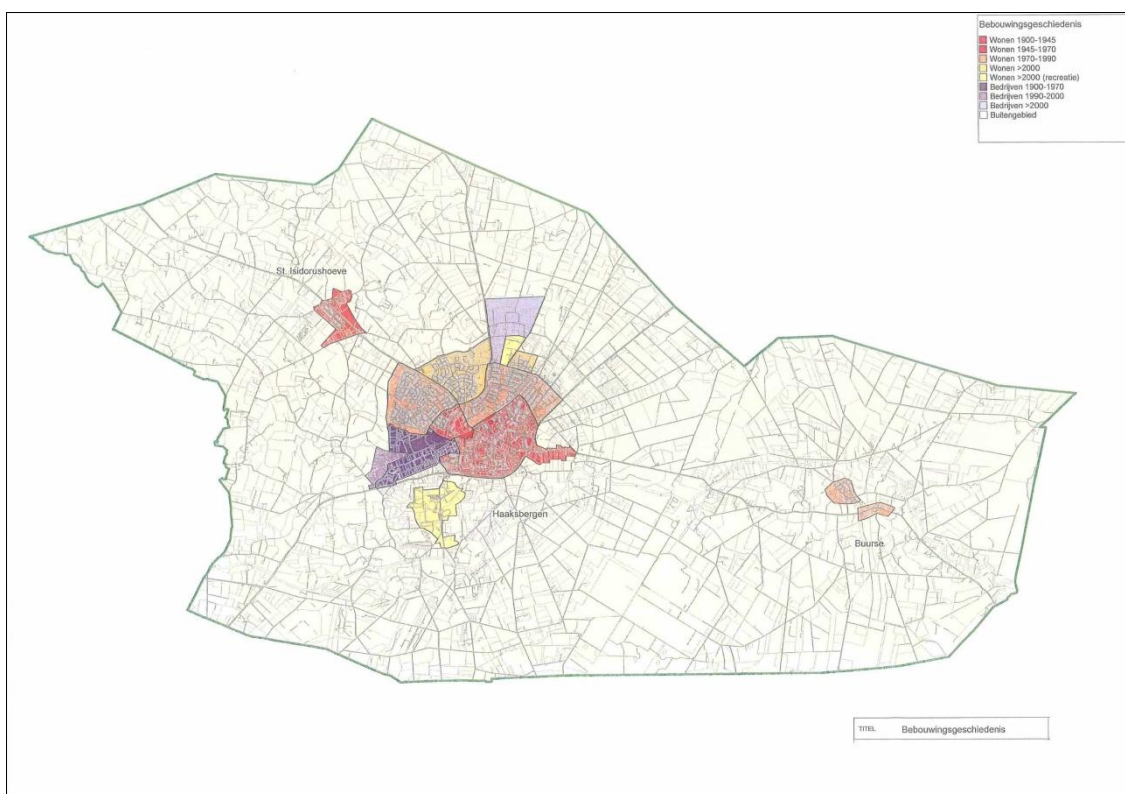 Bebouwingsgeschiedenis
Wonen 1900-1945
Wonen 1945-1970
Wonen 1970-1990
Wonen >2000
Wonen >2000 (recreatie)
Bedrijven 1900-1970
Bedrijven 1990-2000
Bedrijven >2000
Buitengebied
St. Isidorushoeve
Haaksbergen
Buurse
TITEL Bebouwingsgeschiedenis